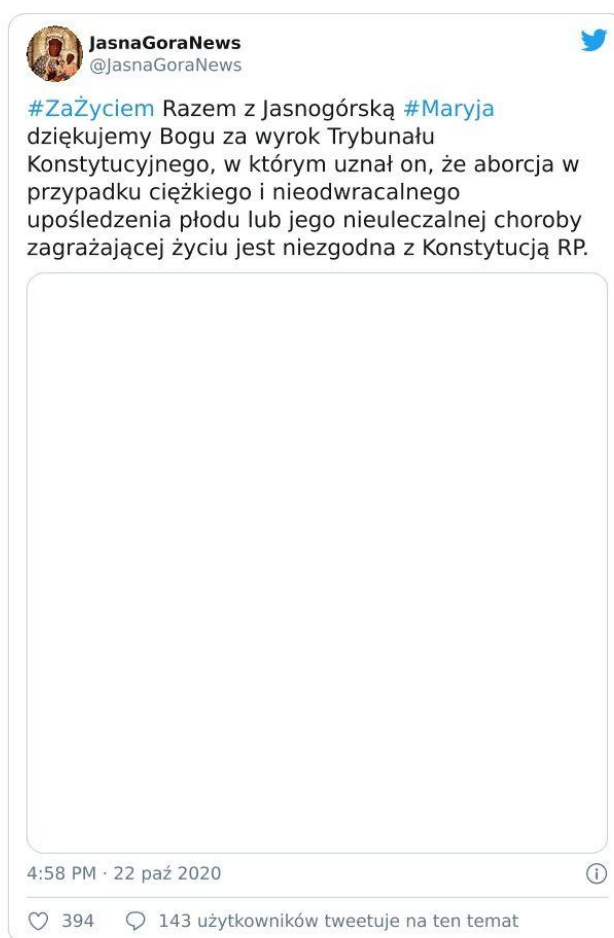 JasnaGoraNews
@JasnaGoraNews
#ZaŻyciem Razem z Jasnogórską #Maryja
dziękujemy Bogu za wyrok Trybunału
Konstytucyjnego, w którym uznał on, że aborcja w
przypadku ciężkiego i nieodwracalnego
upośledzenia płodu lub jego nieuleczalnej choroby
zagrażającej życiu jest niezgodna z Konstytucją RP.
4:58 PM · 22 paź 2020
394 143 użytkowników tweetuje na ten temat